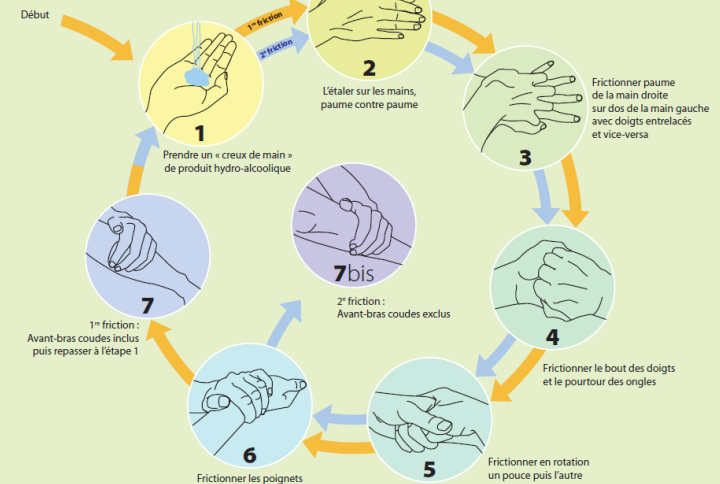 Début
1re friction
2e friction
1
Prendre un « creux de main »
de produit hydro-alcoolique
2
L'étaler sur les mains,
paume contre paume
3
Frictionner paume
de la main droite
sur dos de la main gauche
avec doigts entrelacés
et vice-versa
4
Frictionner le bout des doigts
et le pourtour des ongles
5
Frictionner en rotation
un pouce puis l'autre
6
Frictionner les poignets
7
1re friction :
Avant-bras coudes inclus
puis repasser à l'étape 1
7bis
2e friction :
Avant-bras coudes exclus